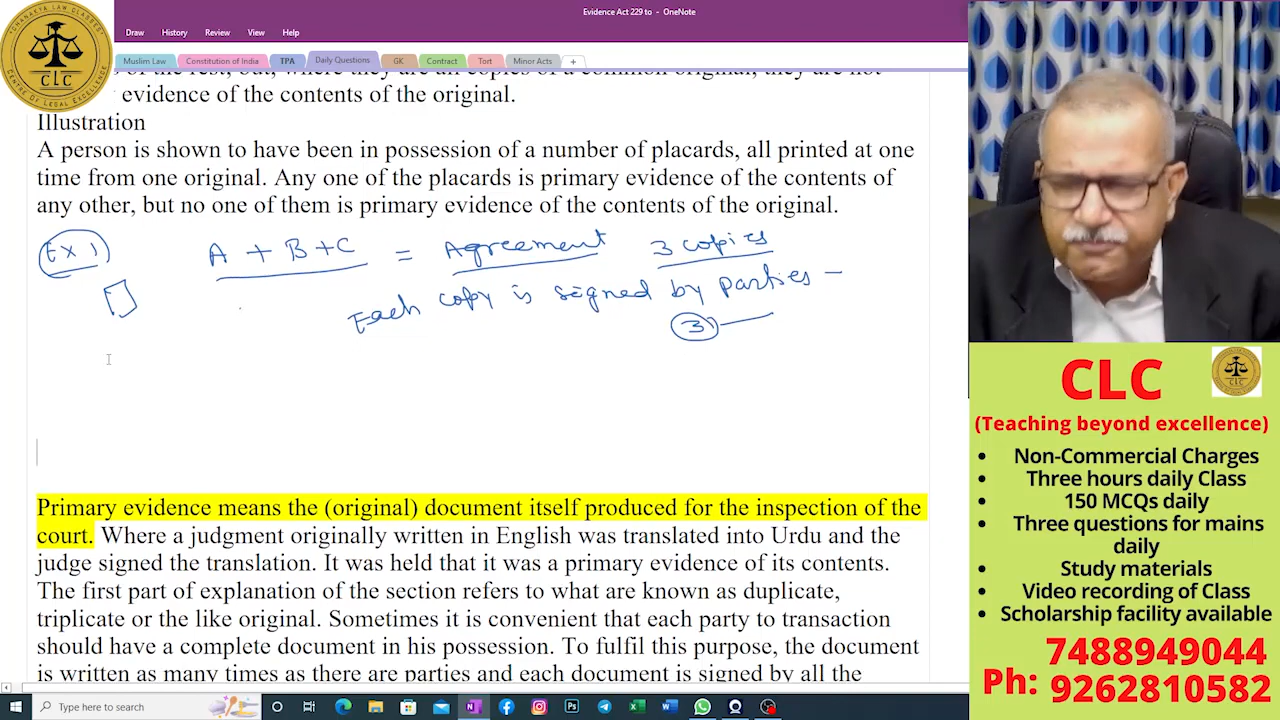 Evidence Act 229 to - OneNote
Draw History Review View Help
Muslim Law Constitution of India TPA Daily Questions GK Contract Tort Minor Acts +
evidence of the contents of the original.
Illustration
A person is shown to have been in possession of a number of placards, all printed at one
time from one original. Any one of the placards is primary evidence of the contents of
any other, but no one of them is primary evidence of the contents of the original.
Ex 1 A + B + C = Agreement 3 copies
Each copy is signed by parties -
3
Primary evidence means the (original) document itself produced for the inspection of the
court. Where a judgment originally written in English was translated into Urdu and the
judge signed the translation. It was held that it was a primary evidence of its contents.
The first part of explanation of the section refers to what are known as duplicate,
triplicate or the like original. Sometimes it is convenient that each party to transaction
should have a complete document in his possession. To fulfil this purpose, the document
is written as many times as there are parties and each document is signed by all the
Type here to search
CHANAKYA LAW CLASSES
CLC
CENTRE OF LEGAL EXCELLENCE
CLC
(Teaching beyond excellence)
• Non-Commercial Charges
• Three hours daily Class
• 150 MCQs daily
• Three questions for mains
daily
• Study materials
• Video recording of Class
• Scholarship facility available
Ph: 7488949044
9262810582